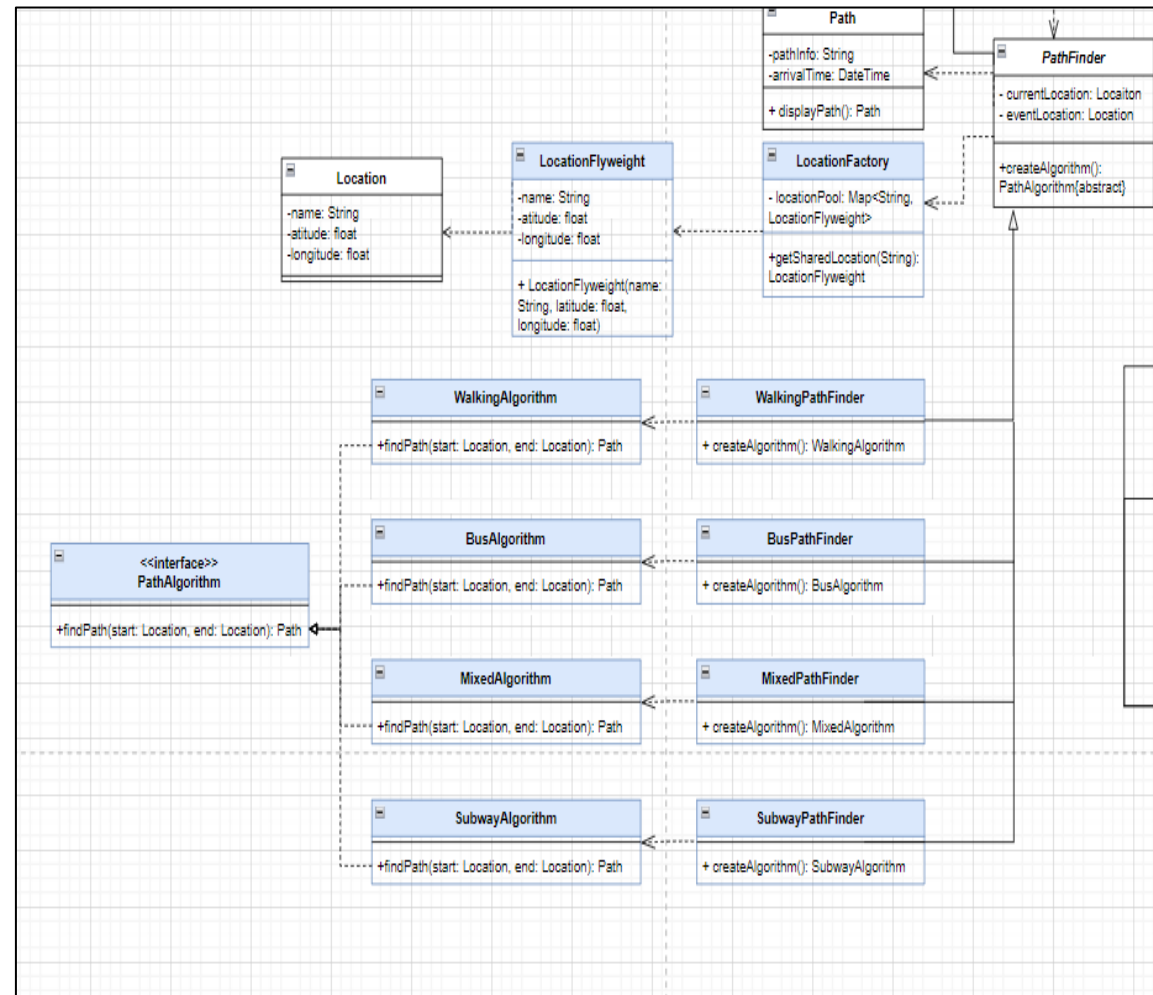 Path
-pathInfo: String
-arrivalTime: DateTime
+ displayPath(): Path
PathFinder
- currentLocation: Locaiton
- eventLocation: Location
+createAlgorithm():
PathAlgorithm{abstract}
Location
-name: String
-atitude: float
-longitude: float
LocationFlyweight
-name: String
-atitude: float
-longitude: float
+ LocationFlyweight(name:
String, latitude: float,
longitude: float)
LocationFactory
- locationPool: Map<String,
LocationFlyweight>
+getSharedLocation(String):
LocationFlyweight
WalkingAlgorithm
+findPath(start: Location, end: Location): Path
WalkingPathFinder
+ createAlgorithm(): WalkingAlgorithm
BusAlgorithm
+findPath(start: Location, end: Location): Path
BusPathFinder
+ createAlgorithm(): BusAlgorithm
<<interface>>
PathAlgorithm
+findPath(start: Location, end: Location): Path
MixedAlgorithm
+findPath(start: Location, end: Location): Path
MixedPathFinder
+ createAlgorithm(): MixedAlgorithm
SubwayAlgorithm
+findPath(start: Location, end: Location): Path
SubwayPathFinder
+ createAlgorithm(): SubwayAlgorithm